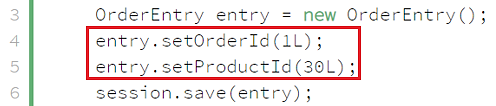 3 OrderEntry entry = new OrderEntry();
4 entry.setOrderId(1L);
5 entry.setProductId(30L);
6 session.save(entry);